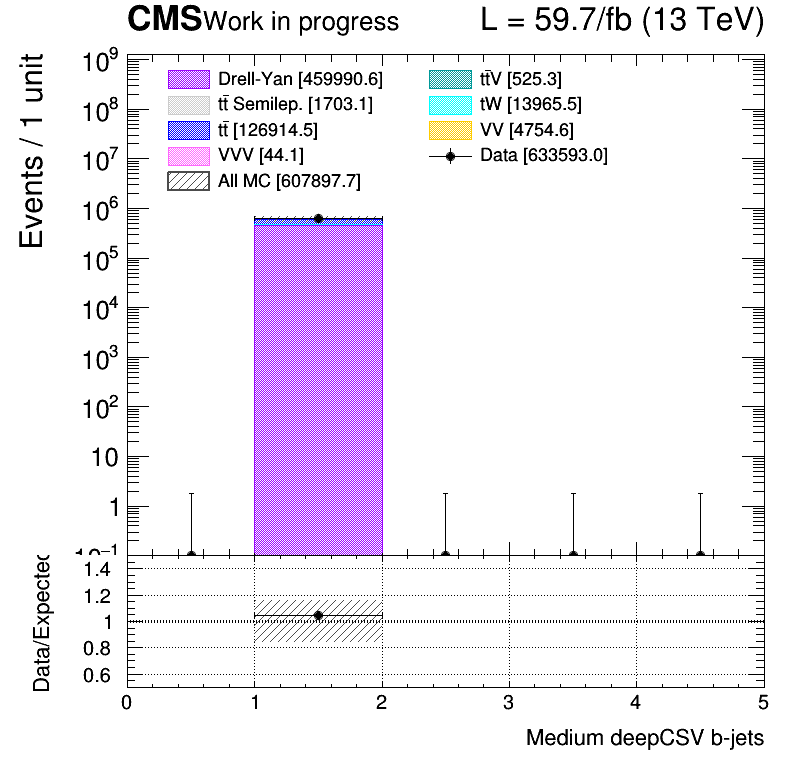 CMS Work in progress L = 59.7/fb (13 TeV)
Events / 1 unit
10⁹
10⁸
10⁷
10⁶
10⁵
10⁴
10³
10²
10
1
10⁻¹
Drell-Yan [459990.6]
tt̄ Semilep. [1703.1]
tt̄ [126914.5]
VVV [44.1]
All MC [607897.7]
tt̄V [525.3]
tW [13965.5]
VV [4754.6]
Data [633593.0]
Data/Expected
1.4
1.2
1
0.8
0.6
0 1 2 3 4 5
Medium deepCSV b-jets